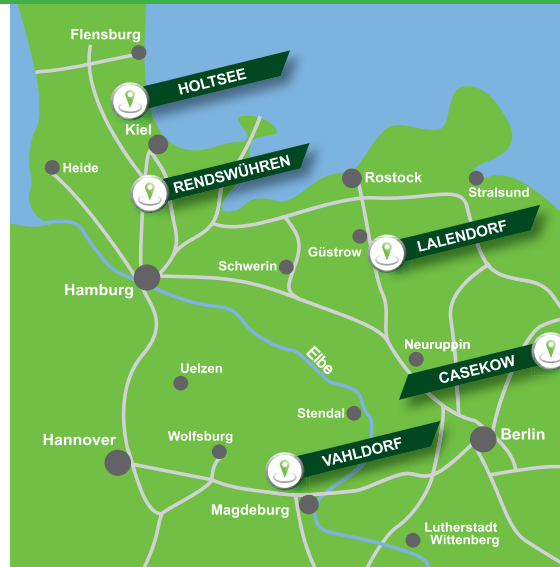 Flensburg
HOLTSEE
Kiel
Heide
RENDSWÜHREN
Rostock
Stralsund
LALENDORF
Güstrow
Schwerin
Hamburg
Neuruppin
Elbe
CASEKOW
Uelzen
Stendal
Hannover
Wolfsburg
Berlin
VAHLDORF
Magdeburg
Lutherstadt
Wittenberg